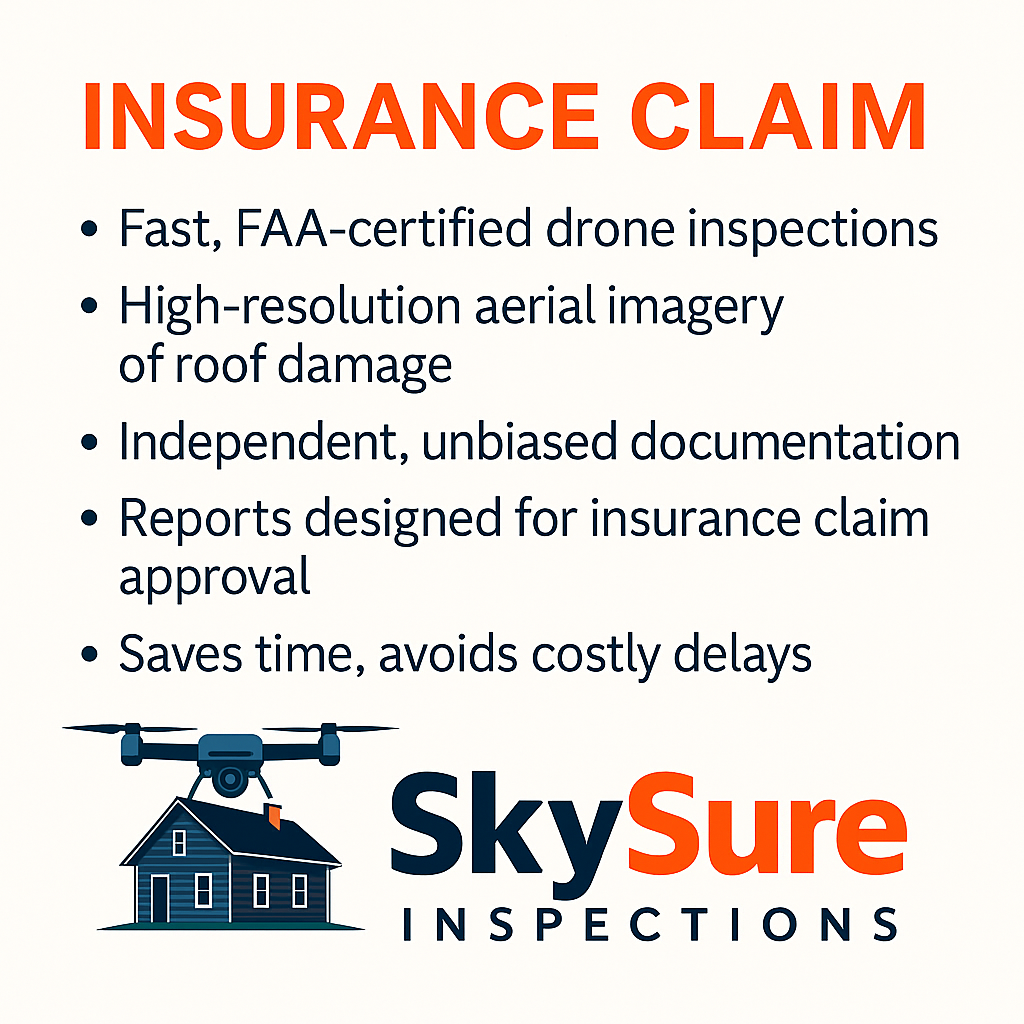 INSURANCE CLAIM
• Fast, FAA-certified drone inspections
• High-resolution aerial imagery
of roof damage
• Independent, unbiased documentation
• Reports designed for insurance claim
approval
• Saves time, avoids costly delays
SkySure
INSPECTIONS